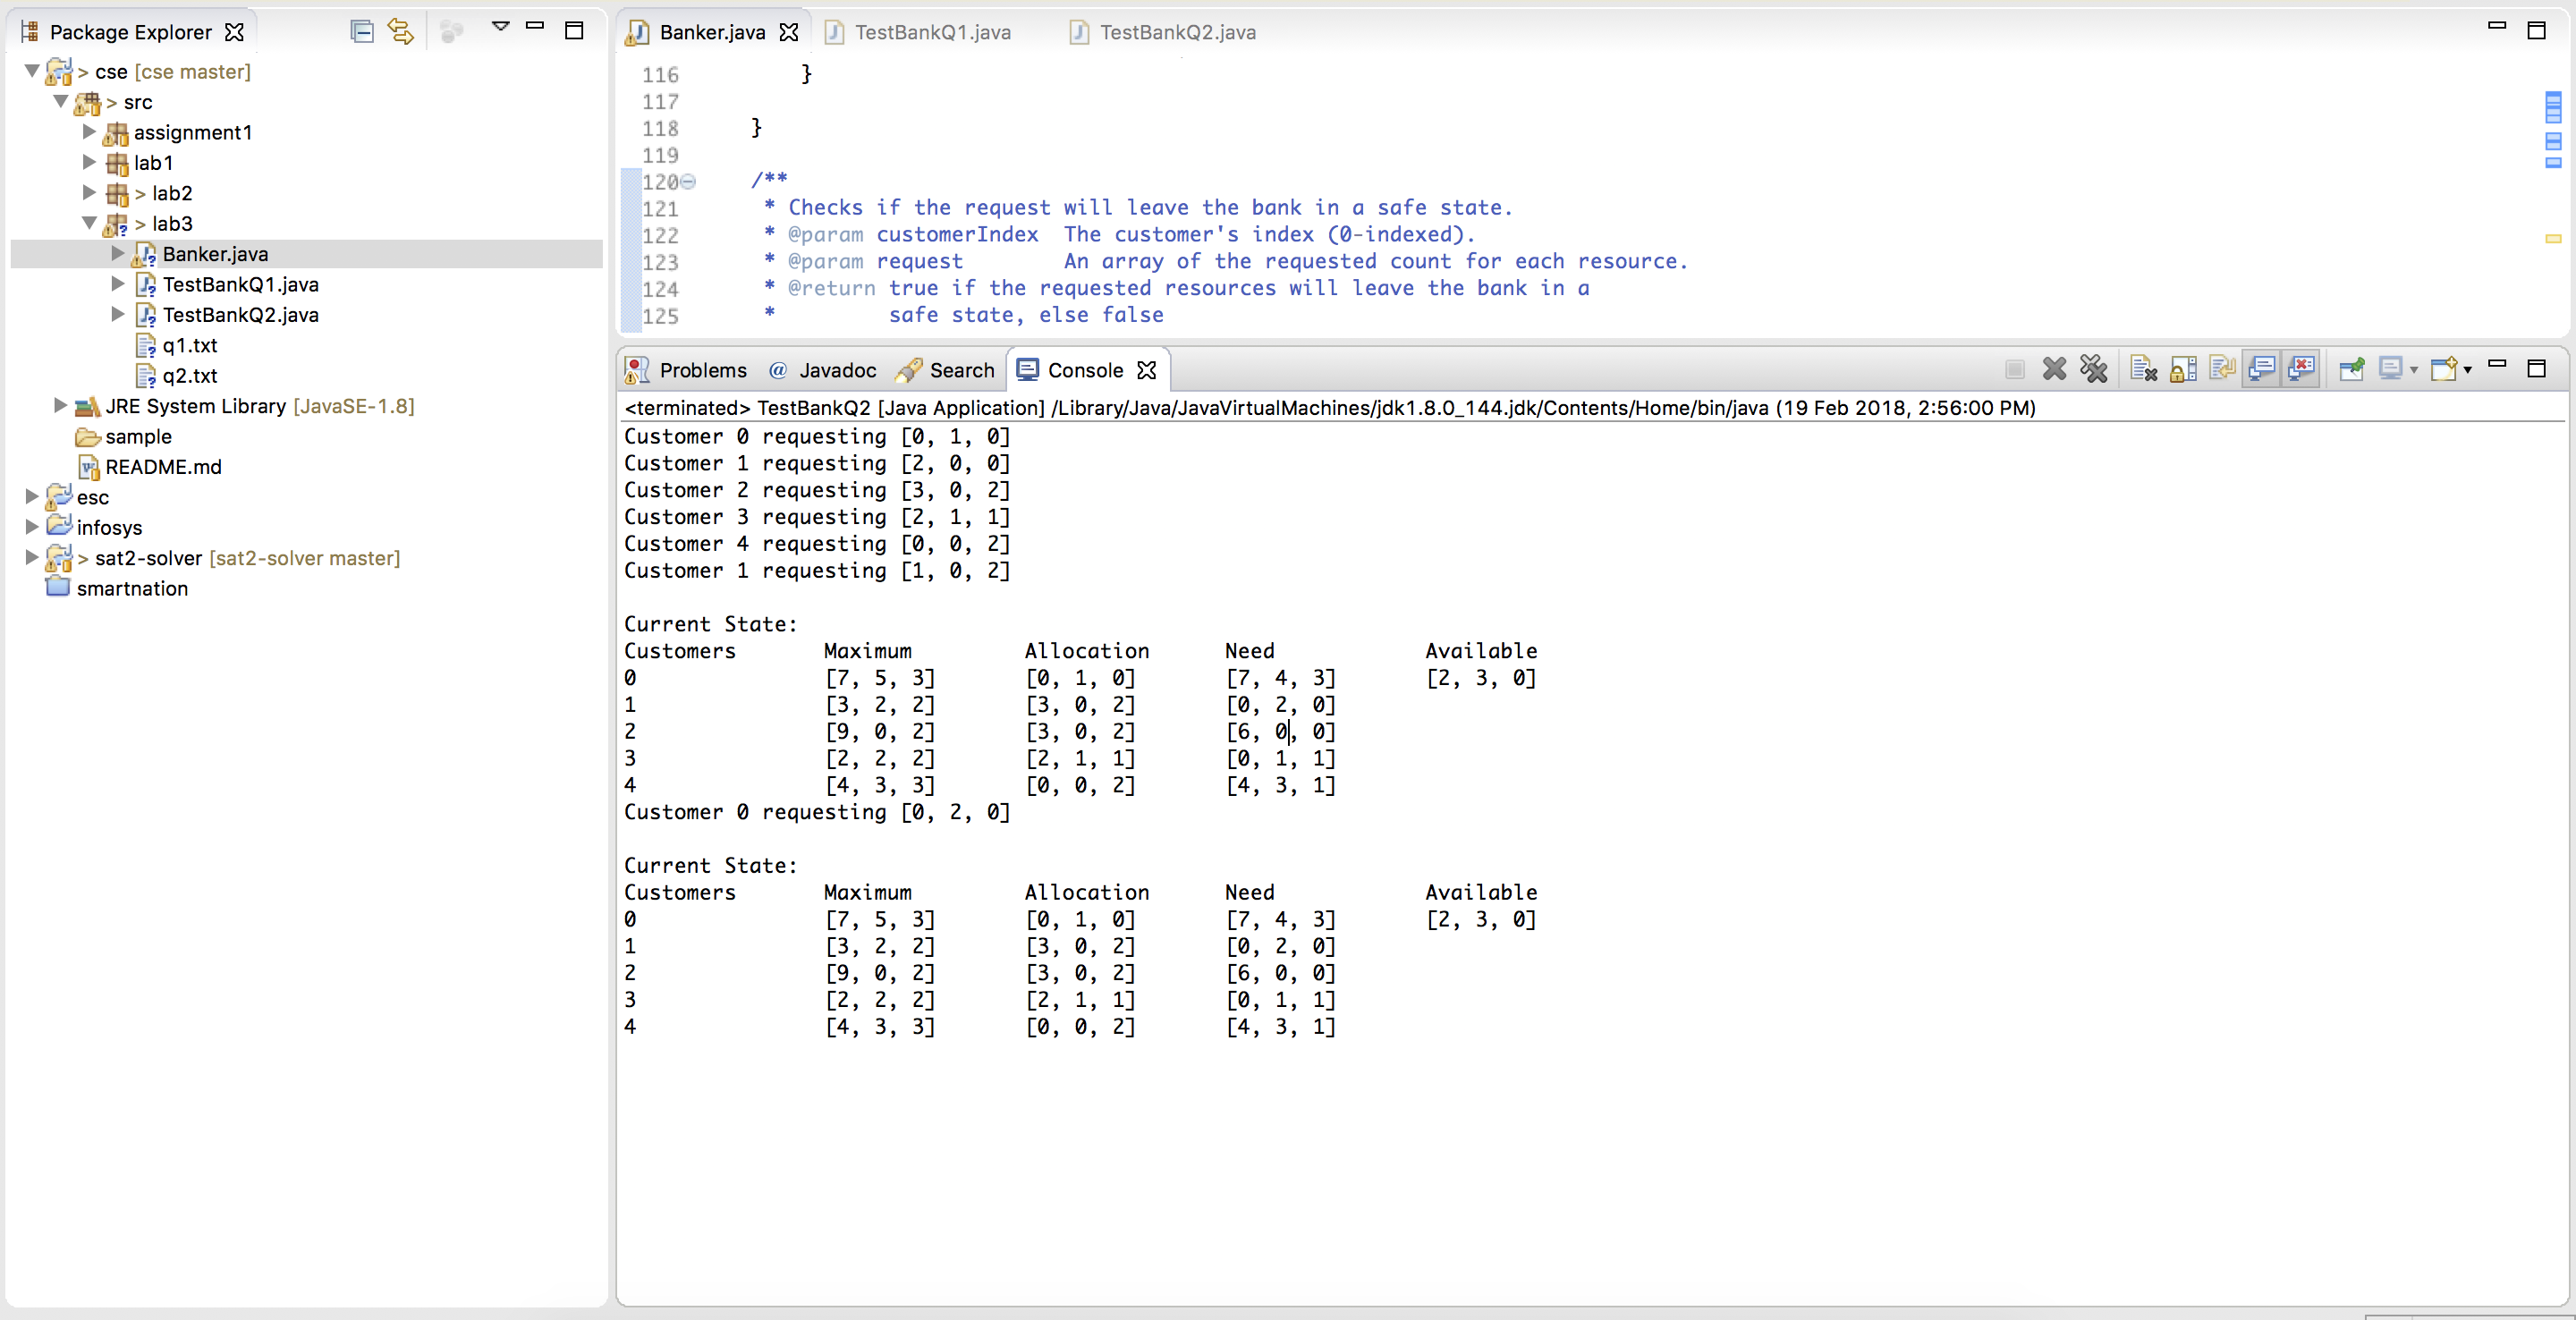 Package Explorer
> cse [cse master]
> src
assignment1
lab1
> lab2
> lab3
Banker.java
TestBankQ1.java
TestBankQ2.java
q1.txt
q2.txt
JRE System Library [JavaSE-1.8]
sample
README.md
esc
infosys
> sat2-solver [sat2-solver master]
smartnation
Banker.java TestBankQ1.java TestBankQ2.java
116 }
117
118 }
119
120 /**
121 * Checks if the request will leave the bank in a safe state.
122 * @param customerIndex The customer's index (0-indexed).
123 * @param request An array of the requested count for each resource.
124 * @return true if the requested resources will leave the bank in a
125 * safe state, else false
Problems @ Javadoc Search Console
<terminated> TestBankQ2 [Java Application] /Library/Java/JavaVirtualMachines/jdk1.8.0_144.jdk/Contents/Home/bin/java (19 Feb 2018, 2:56:00 PM)
Customer 0 requesting [0, 1, 0]
Customer 1 requesting [2, 0, 0]
Customer 2 requesting [3, 0, 2]
Customer 3 requesting [2, 1, 1]
Customer 4 requesting [0, 0, 2]
Customer 1 requesting [1, 0, 2]
Current State:
Customers Maximum Allocation Need Available
0 [7, 5, 3] [0, 1, 0] [7, 4, 3] [2, 3, 0]
1 [3, 2, 2] [3, 0, 2] [0, 2, 0]
2 [9, 0, 2] [3, 0, 2] [6, 0, 0]
3 [2, 2, 2] [2, 1, 1] [0, 1, 1]
4 [4, 3, 3] [0, 0, 2] [4, 3, 1]
Customer 0 requesting [0, 2, 0]
Current State:
Customers Maximum Allocation Need Available
0 [7, 5, 3] [0, 1, 0] [7, 4, 3] [2, 3, 0]
1 [3, 2, 2] [3, 0, 2] [0, 2, 0]
2 [9, 0, 2] [3, 0, 2] [6, 0, 0]
3 [2, 2, 2] [2, 1, 1] [0, 1, 1]
4 [4, 3, 3] [0, 0, 2] [4, 3, 1]